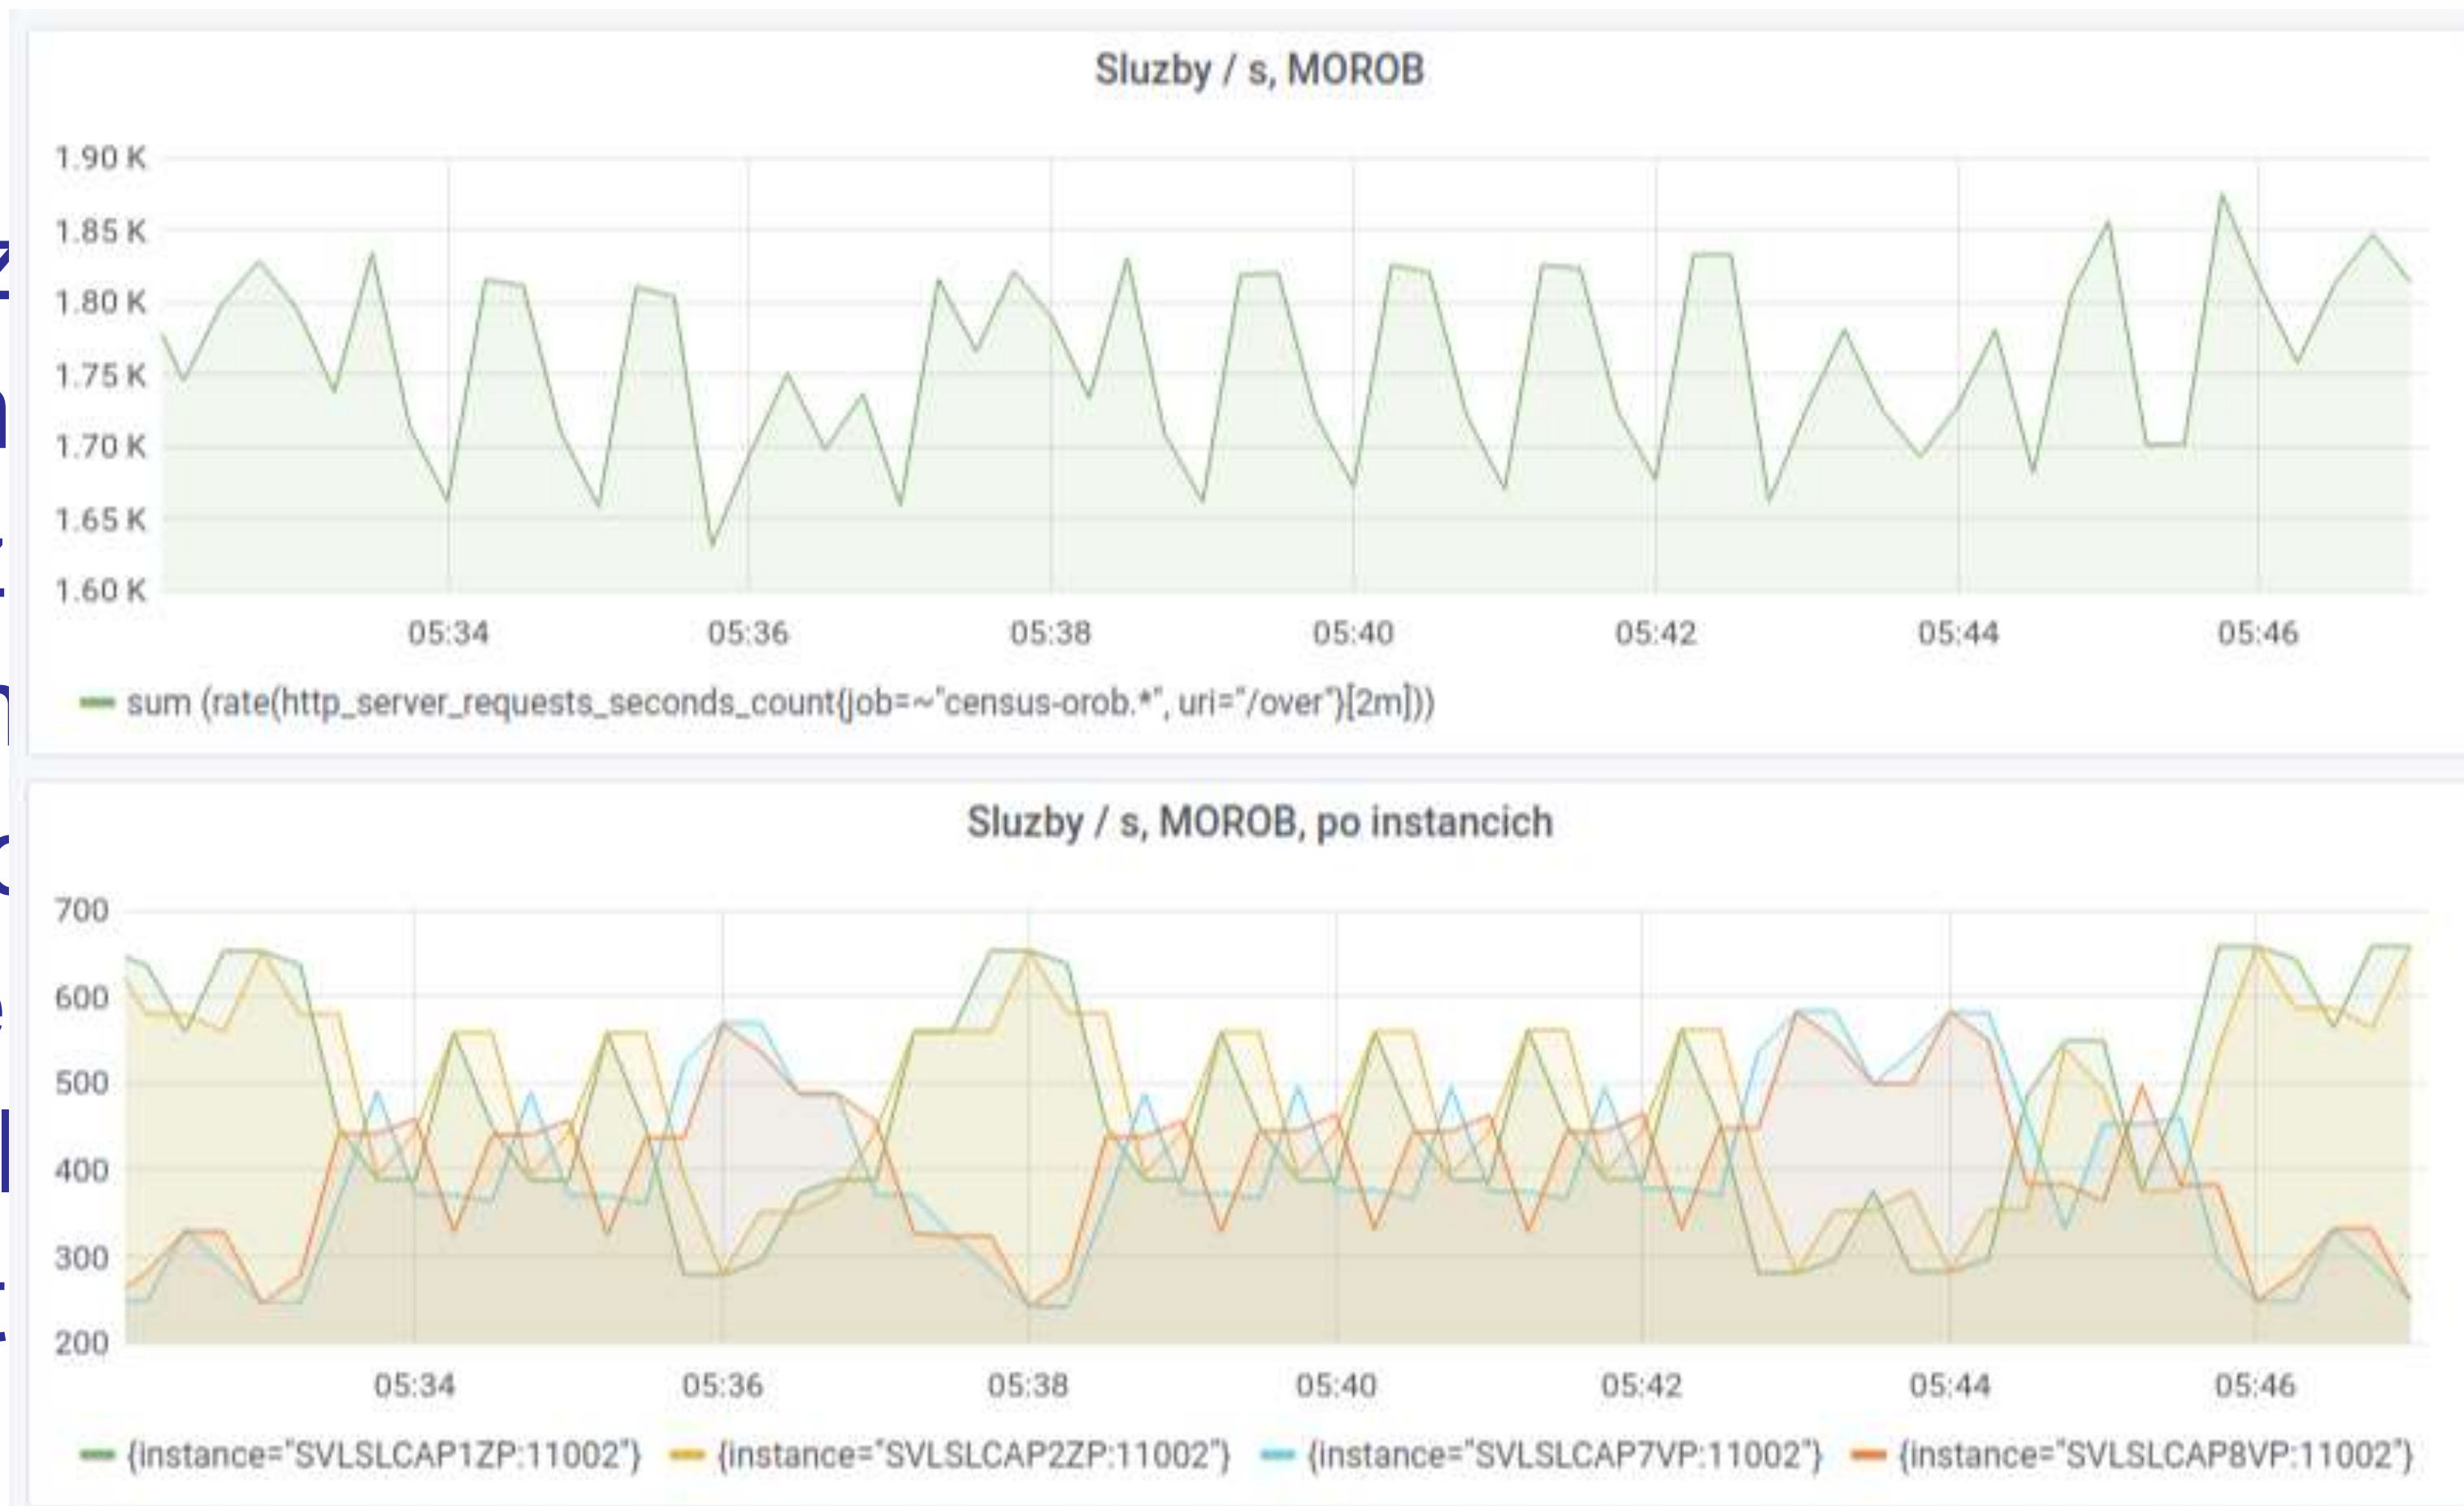 Sluzby / s, MOROB
1.90 K
1.85 K
1.80 K
1.75 K
1.70 K
1.65 K
1.60 K
05:34 05:36 05:38 05:40 05:42 05:44 05:46
sum (rate(http_server_requests_seconds_count{job=~"census-orob.*", uri="/over"}[2m]))
Sluzby / s, MOROB, po instancich
700
600
500
400
300
200
05:34 05:36 05:38 05:40 05:42 05:44 05:46
{instance="SVLSLCAP1ZP:11002"} {instance="SVLSLCAP2ZP:11002"} {instance="SVLSLCAP7VP:11002"} {instance="SVLSLCAP8VP:11002"}